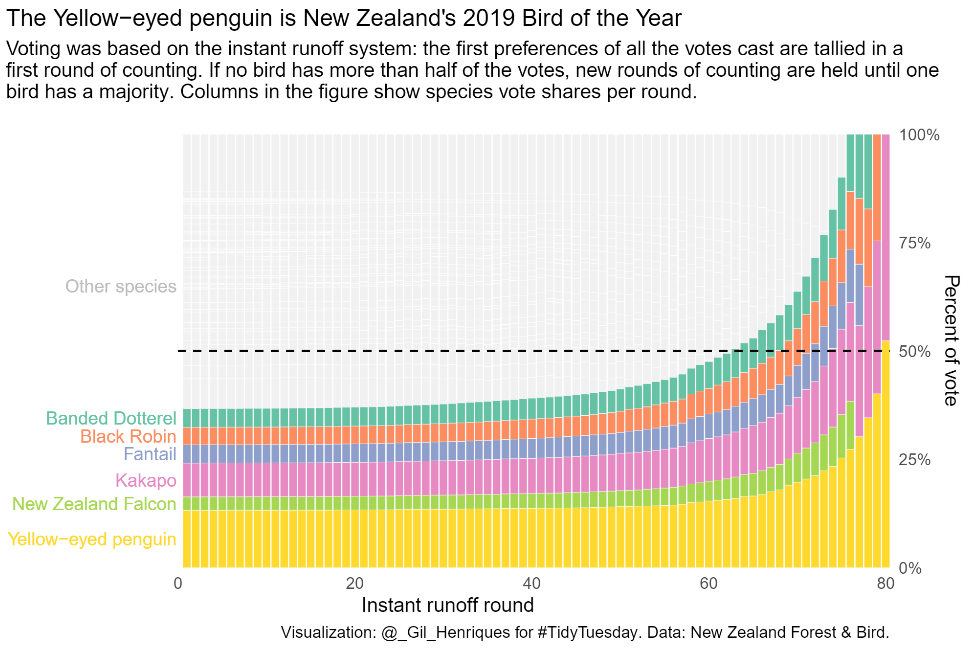 The Yellow−eyed penguin is New Zealand's 2019 Bird of the Year
Voting was based on the instant runoff system: the first preferences of all the votes cast are tallied in a
first round of counting. If no bird has more than half of the votes, new rounds of counting are held until one
bird has a majority. Columns in the figure show species vote shares per round.
100%
75%
50%
25%
0%
Percent of vote
Other species
Banded Dotterel
Black Robin
Fantail
Kakapo
New Zealand Falcon
Yellow−eyed penguin
0 20 40 60 80
Instant runoff round
Visualization: @_Gil_Henriques for #TidyTuesday. Data: New Zealand Forest & Bird.